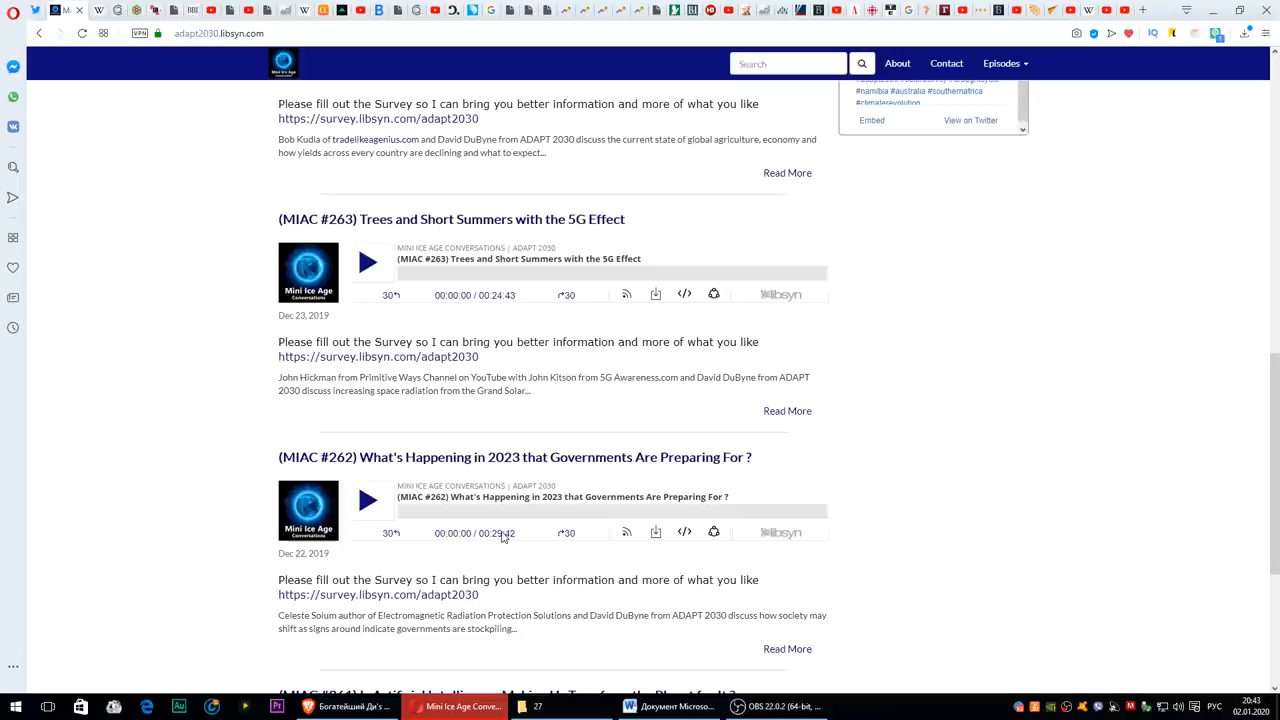 M
adapt2030.libsyn.com
VPN
Search
About
Contact
Episodes
#namibia #australia #southernafrica
#climaterevolution
Embed
View on Twitter
Please fill out the Survey so I can bring you better information and more of what you like
https://survey.libsyn.com/adapt2030
Bob Kudla of tradelikeagenius.com and David DuByne from ADAPT 2030 discuss the current state of global agriculture, economy and
how yields across every country are declining and what to expect...
Read More
(MIAC #263) Trees and Short Summers with the 5G Effect
Mini Ice Age
Conversations
MINI ICE AGE CONVERSATIONS | ADAPT 2030
(MIAC #263) Trees and Short Summers with the 5G Effect
30 00:00:00 / 00:24:43 30 libsyn
Dec 23, 2019
Please fill out the Survey so I can bring you better information and more of what you like
https://survey.libsyn.com/adapt2030
John Hickman from Primitive Ways Channel on YouTube with John Kitson from 5G Awareness.com and David DuByne from ADAPT
2030 discuss increasing space radiation from the Grand Solar...
Read More
(MIAC #262) What's Happening in 2023 that Governments Are Preparing For ?
Mini Ice Age
Conversations
MINI ICE AGE CONVERSATIONS | ADAPT 2030
(MIAC #262) What's Happening in 2023 that Governments Are Preparing For ?
30 00:00:00 / 00:29:42 30 libsyn
Dec 22, 2019
Please fill out the Survey so I can bring you better information and more of what you like
https://survey.libsyn.com/adapt2030
Celeste Solum author of Electromagnetic Radiation Protection Solutions and David DuByne from ADAPT 2030 discuss how society may
shift as signs around indicate governments are stockpiling...
Read More
Богатейший Ди's ...
Mini Ice Age Conve...
27
Документ Microso...
OBS 22.0.2 (64-bit, ...
РУС
20:43
02.01.2020